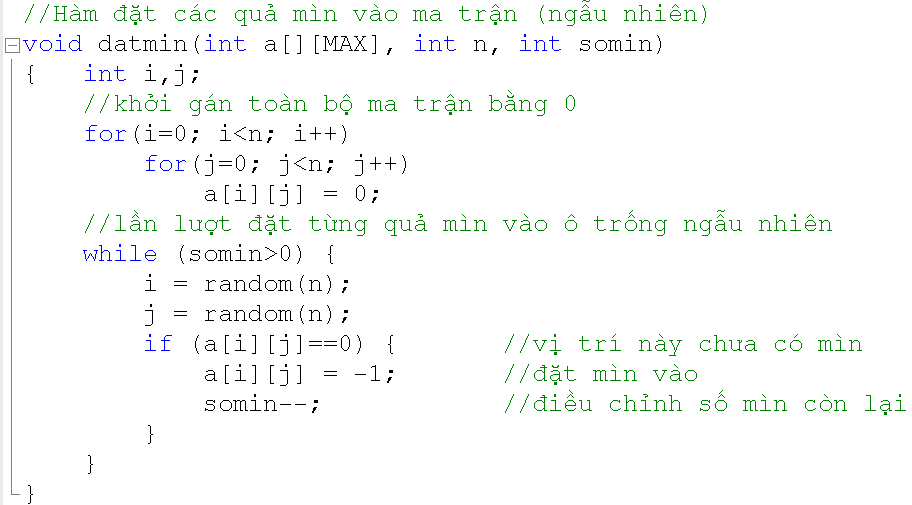 //Hàm đặt các quả mìn vào ma trận (ngẫu nhiên)
void datmin(int a[][MAX], int n, int somin)
{   int i,j;
    //khởi gán toàn bộ ma trận bằng 0
    for(i=0; i<n; i++)
        for(j=0; j<n; j++)
            a[i][j] = 0;
    //lần lượt đặt từng quả mìn vào ô trống ngẫu nhiên
    while (somin>0) {
        i = random(n);
        j = random(n);
        if (a[i][j]==0) {       //vị trí này chưa có mìn
            a[i][j] = -1;       //đặt mìn vào
            somin--;            //điều chỉnh số mìn còn lại
        }
    }
}